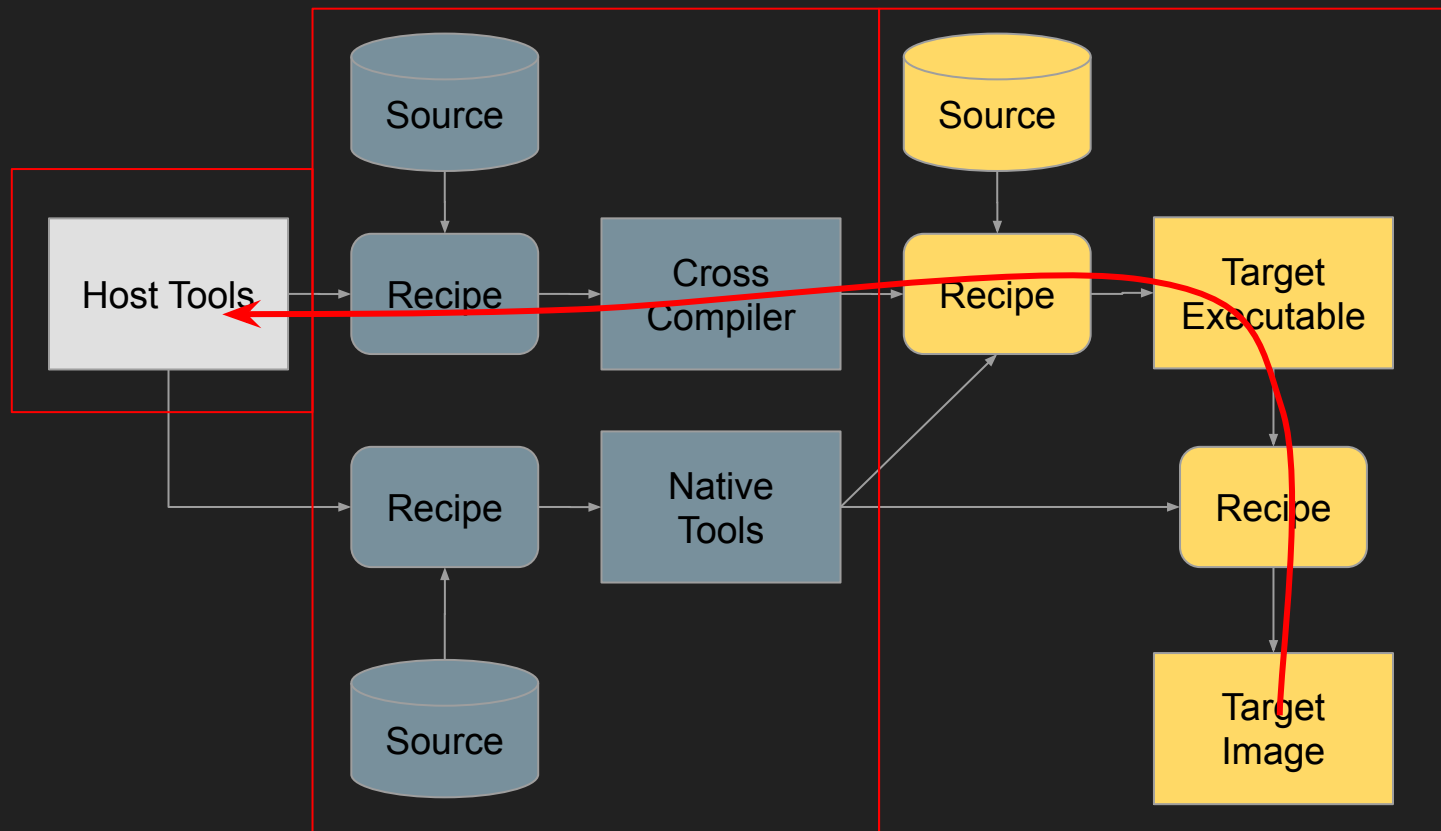 Source
Source
Host Tools
Recipe
Cross
Compiler
Recipe
Target
Executable
Recipe
Native
Tools
Recipe
Source
Target
Image